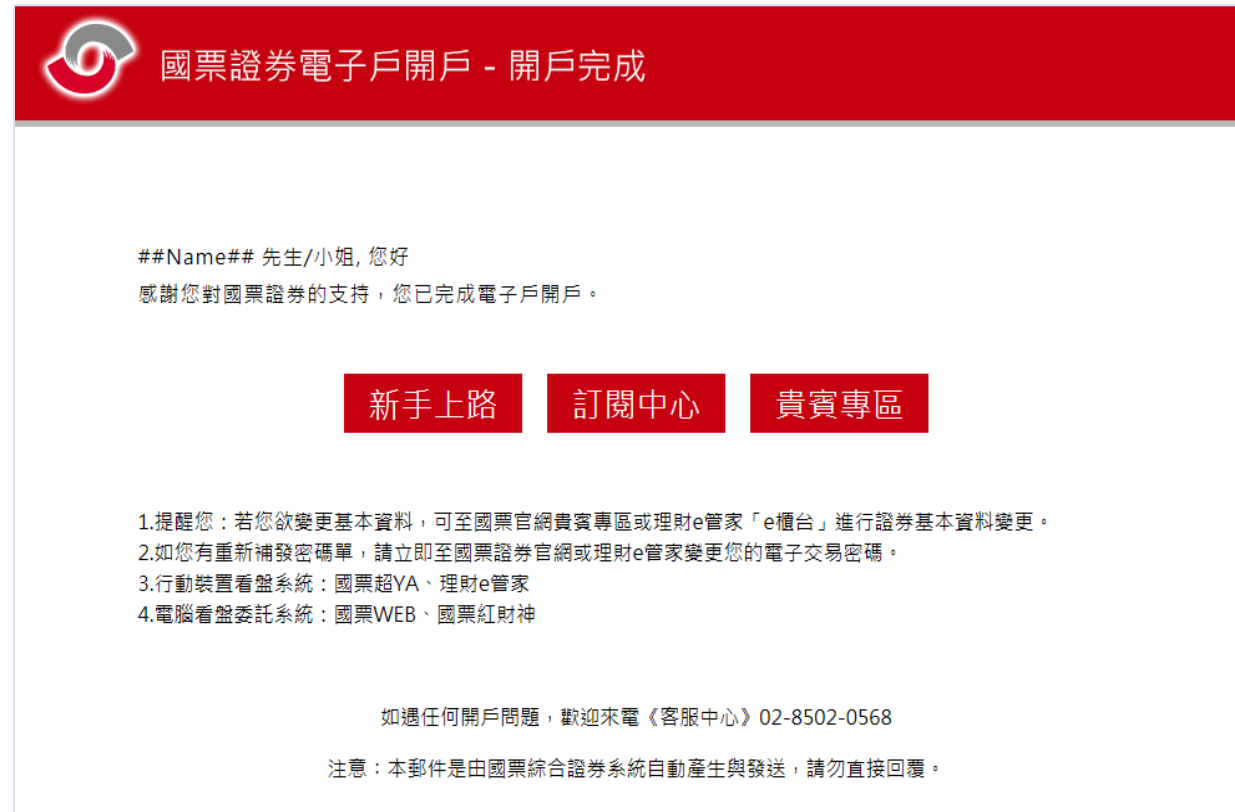 國票證券電子戶開戶 - 開戶完成
##Name## 先生/小姐, 您好
感謝您對國票證券的支持，您已完成電子戶開戶。
新手上路
訂閱中心
貴賓專區
1.提醒您：若您欲變更基本資料，可至國票官網貴賓專區或理財e管家「e櫃台」進行證券基本資料變更。
2.如您有重新補發密碼單，請立即至國票證券官網或理財e管家變更您的電子交易密碼。
3.行動裝置看盤系統：國票超YA、理財e管家
4.電腦看盤委託系統：國票WEB、國票紅財神
如遇任何開戶問題，歡迎來電《客服中心》02-8502-0568
注意：本郵件是由國票綜合證券系統自動產生與發送，請勿直接回覆。